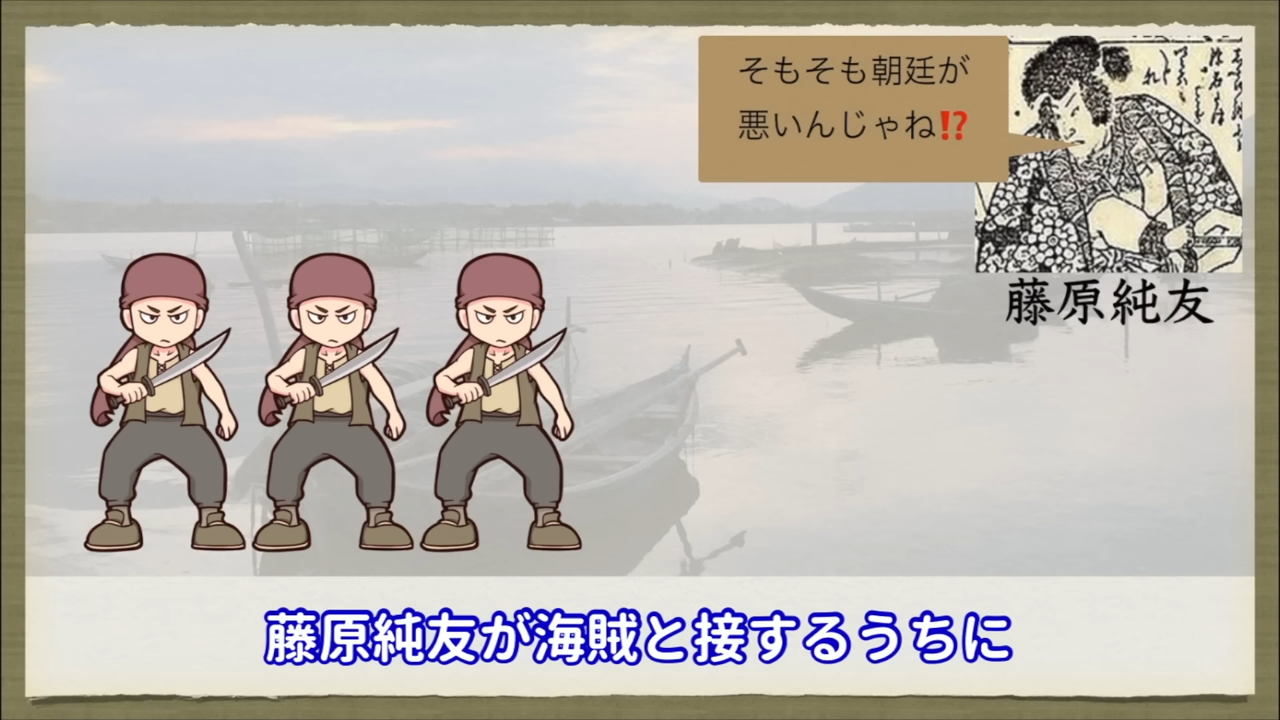 そもそも朝廷が
悪いんじゃね⁉
藤原純友
藤原純友が海賊と接するうちに